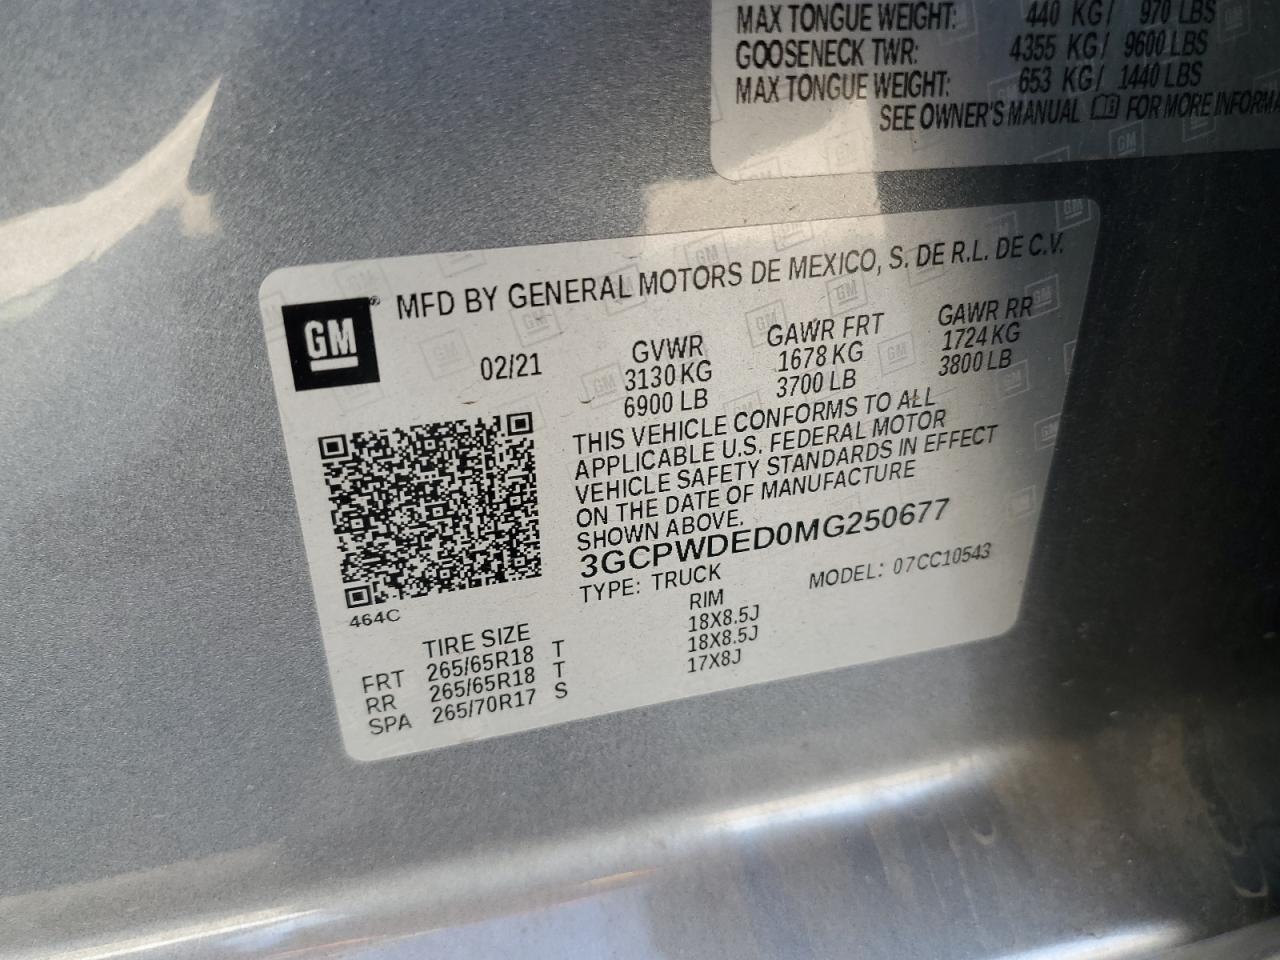 MAX TONGUE WEIGHT: 440 KG/ 970 LBS
GOOSENECK TWR: 4355 KG/ 9600 LBS
MAX TONGUE WEIGHT: 653 KG/ 1440 LBS
SEE OWNER'S MANUAL FOR MORE INFORMA
GM
MFD BY GENERAL MOTORS DE MEXICO, S. DE R.L. DE C.V.
02/21 GVWR GAWR FRT GAWR RR
3130 KG 1678 KG 1724 KG
6900 LB 3700 LB 3800 LB
THIS VEHICLE CONFORMS TO ALL
APPLICABLE U.S. FEDERAL MOTOR
VEHICLE SAFETY STANDARDS IN EFFECT
ON THE DATE OF MANUFACTURE
SHOWN ABOVE.
3GCPWDED0MG250677
TYPE: TRUCK MODEL: 07CC10543
464C
TIRE SIZE RIM
FRT 265/65R18 T 18X8.5J
RR 265/65R18 T 18X8.5J
SPA 265/70R17 S 17X8J